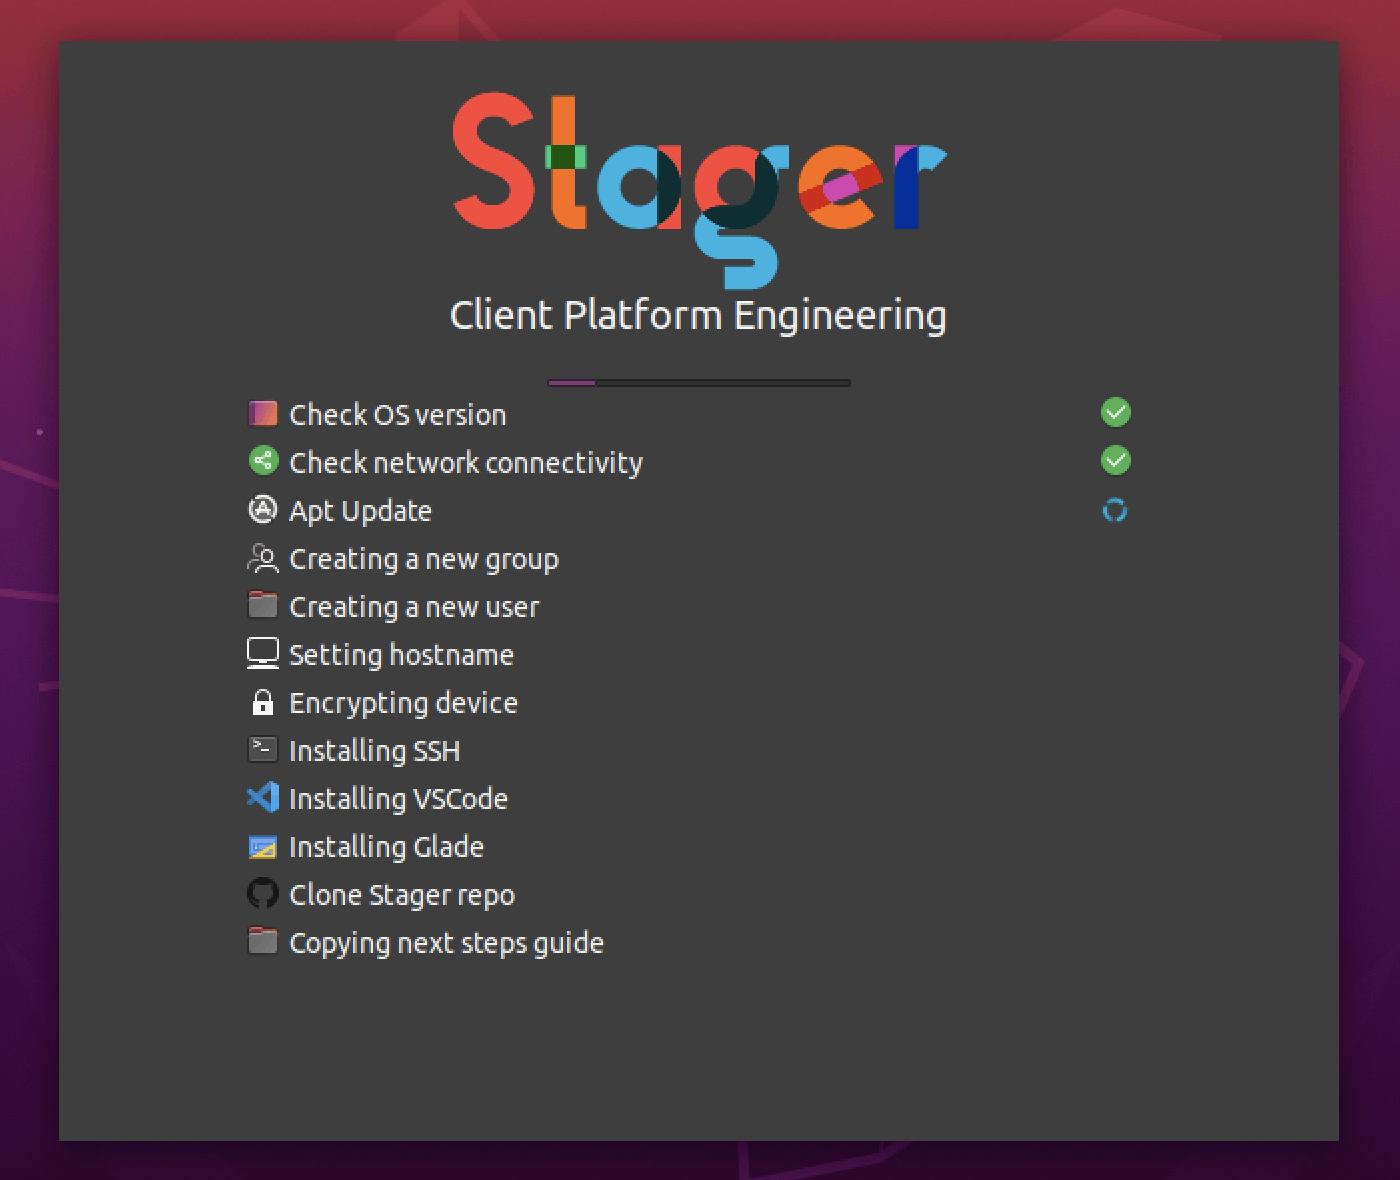 Stager
Client Platform Engineering
Check OS version
Check network connectivity
Apt Update
Creating a new group
Creating a new user
Setting hostname
Encrypting device
Installing SSH
Installing VSCode
Installing Glade
Clone Stager repo
Copying next steps guide